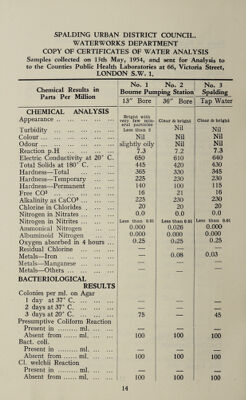 SPALDING URBAN DISTRICT COUNCIL.
WATERWORKS DEPARTMENT
COPY OF CERTIFICATES OF WATER ANALYSIS
Samples collected on 13th May, 1954, and sent for Analysis to
to the Counties Public Health Laboratories at 66, Victoria Street,
LONDON S.W. 1.
Chemical Results in Parts Per Million | No. 1 No. 2 Bourne Pumping Station | No. 3 Spalding
13" Bore 36" Bore Tap Water
CHEMICAL ANALYSIS
Appearance ... Bright with very few mineral particles Clear & bright Clear & bright
Turbidity ... Less than 3 Nil Nil
Colour ... Nil Nil Nil
Odour ... slightly oily Nil Nil
Reaction p.H 7.3 7.2 7.3
Electric Conductivity at 20° C. 650 610 640
Total Solids at 180° C. 445 420 430
Hardness—Total 365 330 345
Hardness—Temporary 225 230 230
Hardness—Permanent 140 100 115
Free CO² 16 21 16
Alkalinity as CaCO³ 225 230 230
Chlorine in Chlorides 20 20 20
Nitrogen in Nitrates 0.0 0.0 0.0
Nitrogen in Nitrites Less than 0.01 Less than 0.01 Less than 0.01
Ammonical Nitrogen 0.000 0.026 0.000
Albuminoid Nitrogen 0.000 0.000 0.000
Oxygen absorbed in 4 hours 0.25 0.25 0.25
Residual Chlorine — —
Metals—Iron — 0.08 0.03
Metals—Manganese — —
Metals—Others — —
BACTERIOLOGICAL
RESULTS
Colonies per ml. on Agar
1 day at 37° C. — — —
2 days at 37° C. — — —
3 days at 20° C. 75 — 45
Presumptive Coliform Reaction
Present in ......... ml. — — —
Absent from ... ml. 100 100 100
Bact. coli.
Present in ......... ml. — — —
Absent from ... ml. 100 100 100
Cl. welchii Reaction
Present in ......... ml. — — —
Absent from ... ml. 100 100 100
14